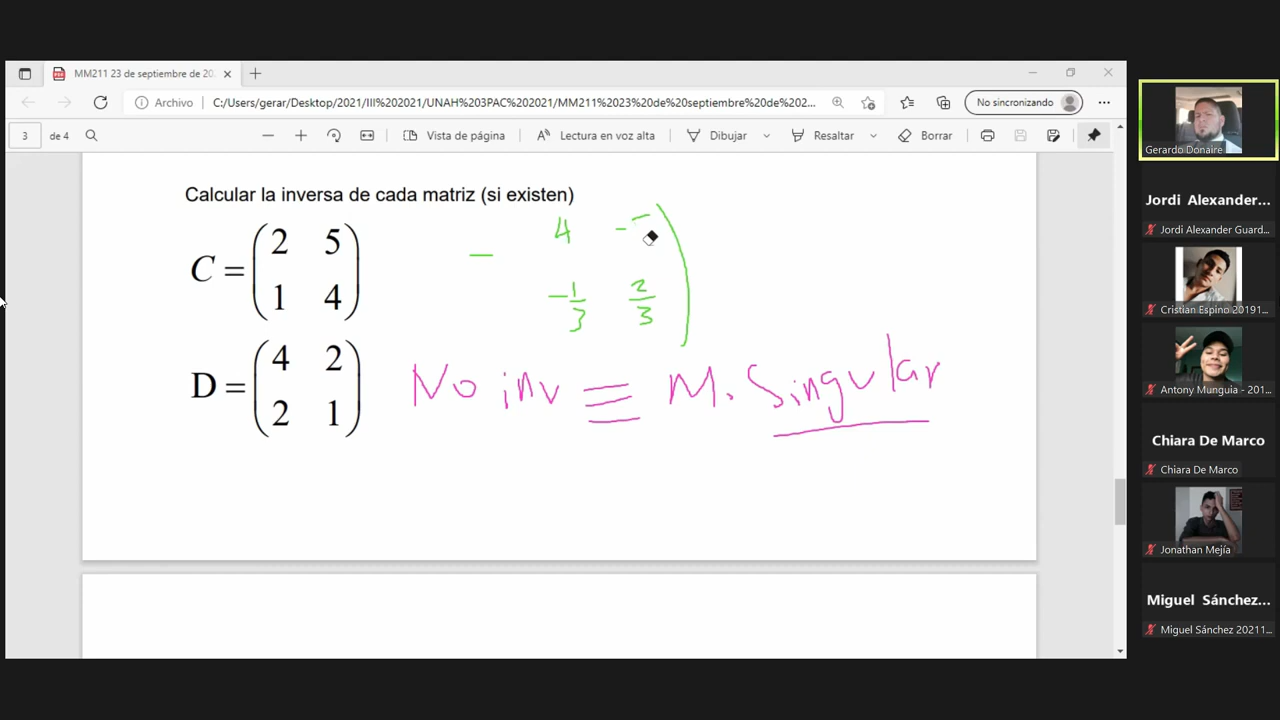 MM211 23 de septiembre de 20
Archivo
C:/Users/gerar/Desktop/2021/III%202021/UNAH%203PAC%202021/MM211%2023%20de%20septiembre%20de%202...
No sincronizando
3 de 4
Vista de página
Lectura en voz alta
Dibujar
Resaltar
Borrar
Calcular la inversa de cada matriz (si existen)
C = (2 5
1 4)
- 4 -
-1/3 2/3)
D = (4 2
2 1)
No inv ≡ M. Singular
Gerardo Donaire
Jordi Alexander...
Jordi Alexander Guard...
Cristian Espino 20191...
Antony Munguia - 201...
Chiara De Marco
Chiara De Marco
Jonathan Mejía
Miguel Sánchez...
Miguel Sánchez 20211...